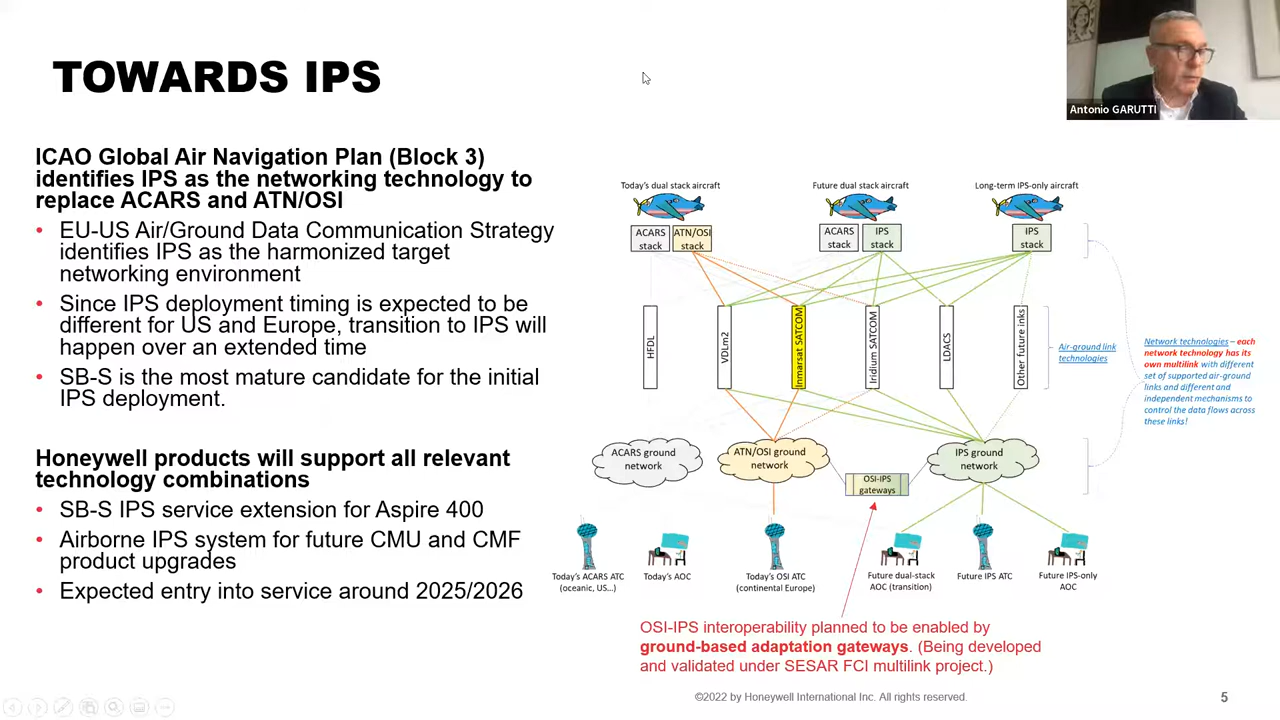 TOWARDS IPS
Antonio GARUTTI
ICAO Global Air Navigation Plan (Block 3)
identifies IPS as the networking technology to
replace ACARS and ATN/OSI
• EU-US Air/Ground Data Communication Strategy
identifies IPS as the harmonized target
networking environment
• Since IPS deployment timing is expected to be
different for US and Europe, transition to IPS will
happen over an extended time
• SB-S is the most mature candidate for the initial
IPS deployment.
Honeywell products will support all relevant
technology combinations
• SB-S IPS service extension for Aspire 400
• Airborne IPS system for future CMU and CMF
product upgrades
• Expected entry into service around 2025/2026
Today's dual stack aircraft
Future dual stack aircraft
Long-term IPS-only aircraft
ACARS
stack
ATN/OSI
stack
ACARS
stack
IPS
stack
IPS
stack
HFDL
VDLm2
Inmarsat SATCOM
Iridium SATCOM
LDACS
Other future inks
Air-ground link
technologies
Network technologies – each
network technology has its
own multilink with different
set of supported air-ground
links and different and
independent mechanisms to
control the data flows across
these links!
ACARS ground
network
ATN/OSI ground
network
OSI-IPS
gateways
IPS ground
network
Today's ACARS ATC
(oceanic, US...)
Today's AOC
Today's OSI ATC
(continental Europe)
Future dual-stack
AOC (transition)
Future IPS ATC
Future IPS-only
AOC
OSI-IPS interoperability planned to be enabled by
ground-based adaptation gateways. (Being developed
and validated under SESAR FCI multilink project.)
©2022 by Honeywell International Inc. All rights reserved.
5